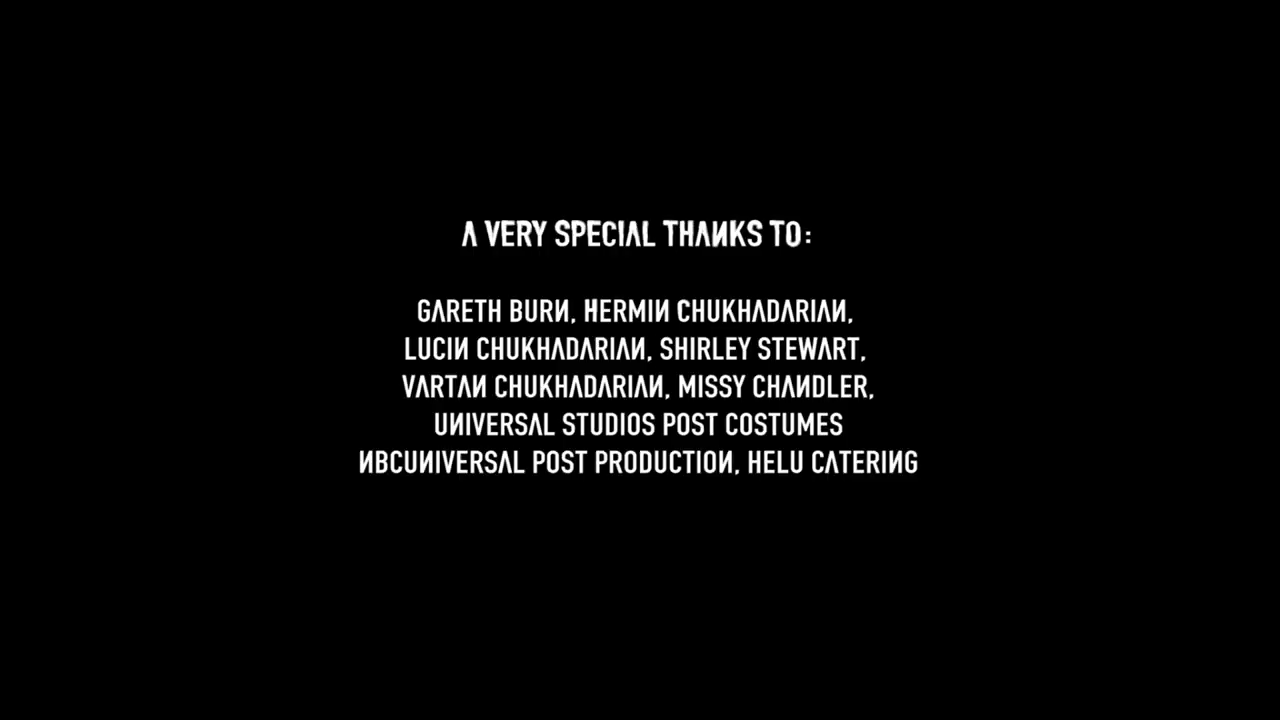 A VERY SPECIAL THANKS TO:
GARETH BURN, HERMIN CHUKHADARIAN,
LUCIN CHUKHADARIAN, SHIRLEY STEWART,
VARTAN CHUKHADARIAN, MISSY CHANDLER,
UNIVERSAL STUDIOS POST COSTUMES
NBCUNIVERSAL POST PRODUCTION, HELU CATERING